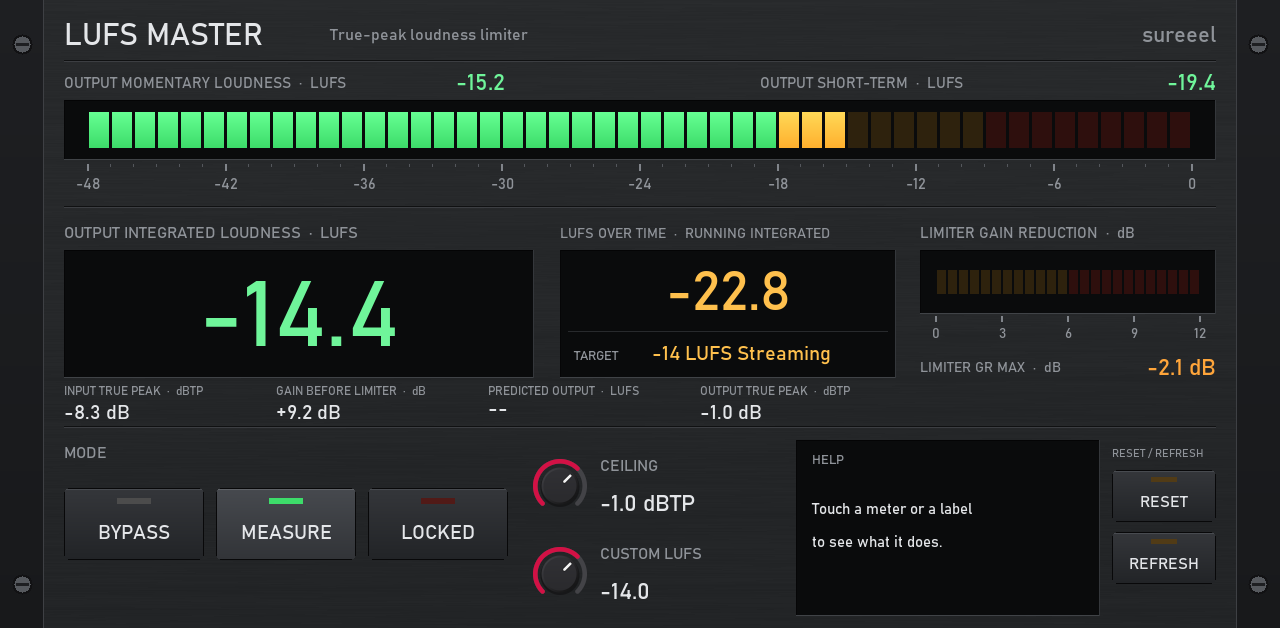 LUFS MASTER
True-peak loudness limiter
sureeel
OUTPUT MOMENTARY LOUDNESS · LUFS
-15.2
OUTPUT SHORT-TERM · LUFS
-19.4
-48 -42 -36 -30 -24 -18 -12 -6 0
OUTPUT INTEGRATED LOUDNESS · LUFS
-14.4
LUFS OVER TIME · RUNNING INTEGRATED
-22.8
TARGET -14 LUFS Streaming
LIMITER GAIN REDUCTION · dB
0 3 6 9 12
LIMITER GR MAX · dB -2.1 dB
INPUT TRUE PEAK · dBTP
-8.3 dB
GAIN BEFORE LIMITER · dB
+9.2 dB
PREDICTED OUTPUT · LUFS
--
OUTPUT TRUE PEAK · dBTP
-1.0 dB
MODE
BYPASS
MEASURE
LOCKED
CEILING
-1.0 dBTP
CUSTOM LUFS
-14.0
HELP
Touch a meter or a label
to see what it does.
RESET / REFRESH
RESET
REFRESH